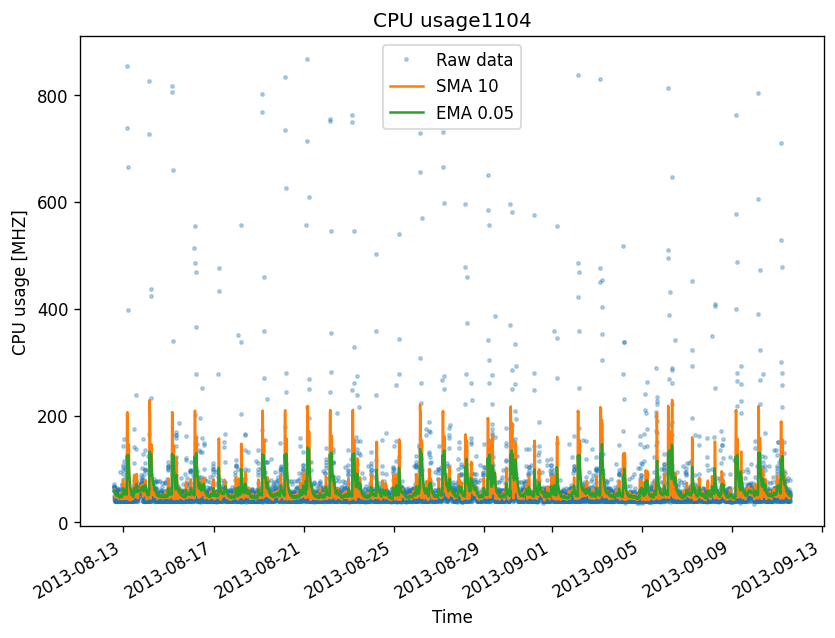 CPU usage1104
Raw data
SMA 10
EMA 0.05
CPU usage [MHZ]
800
600
400
200
0
2013-08-13
2013-08-17
2013-08-21
2013-08-25
2013-08-29
2013-09-01
2013-09-05
2013-09-09
2013-09-13
Time